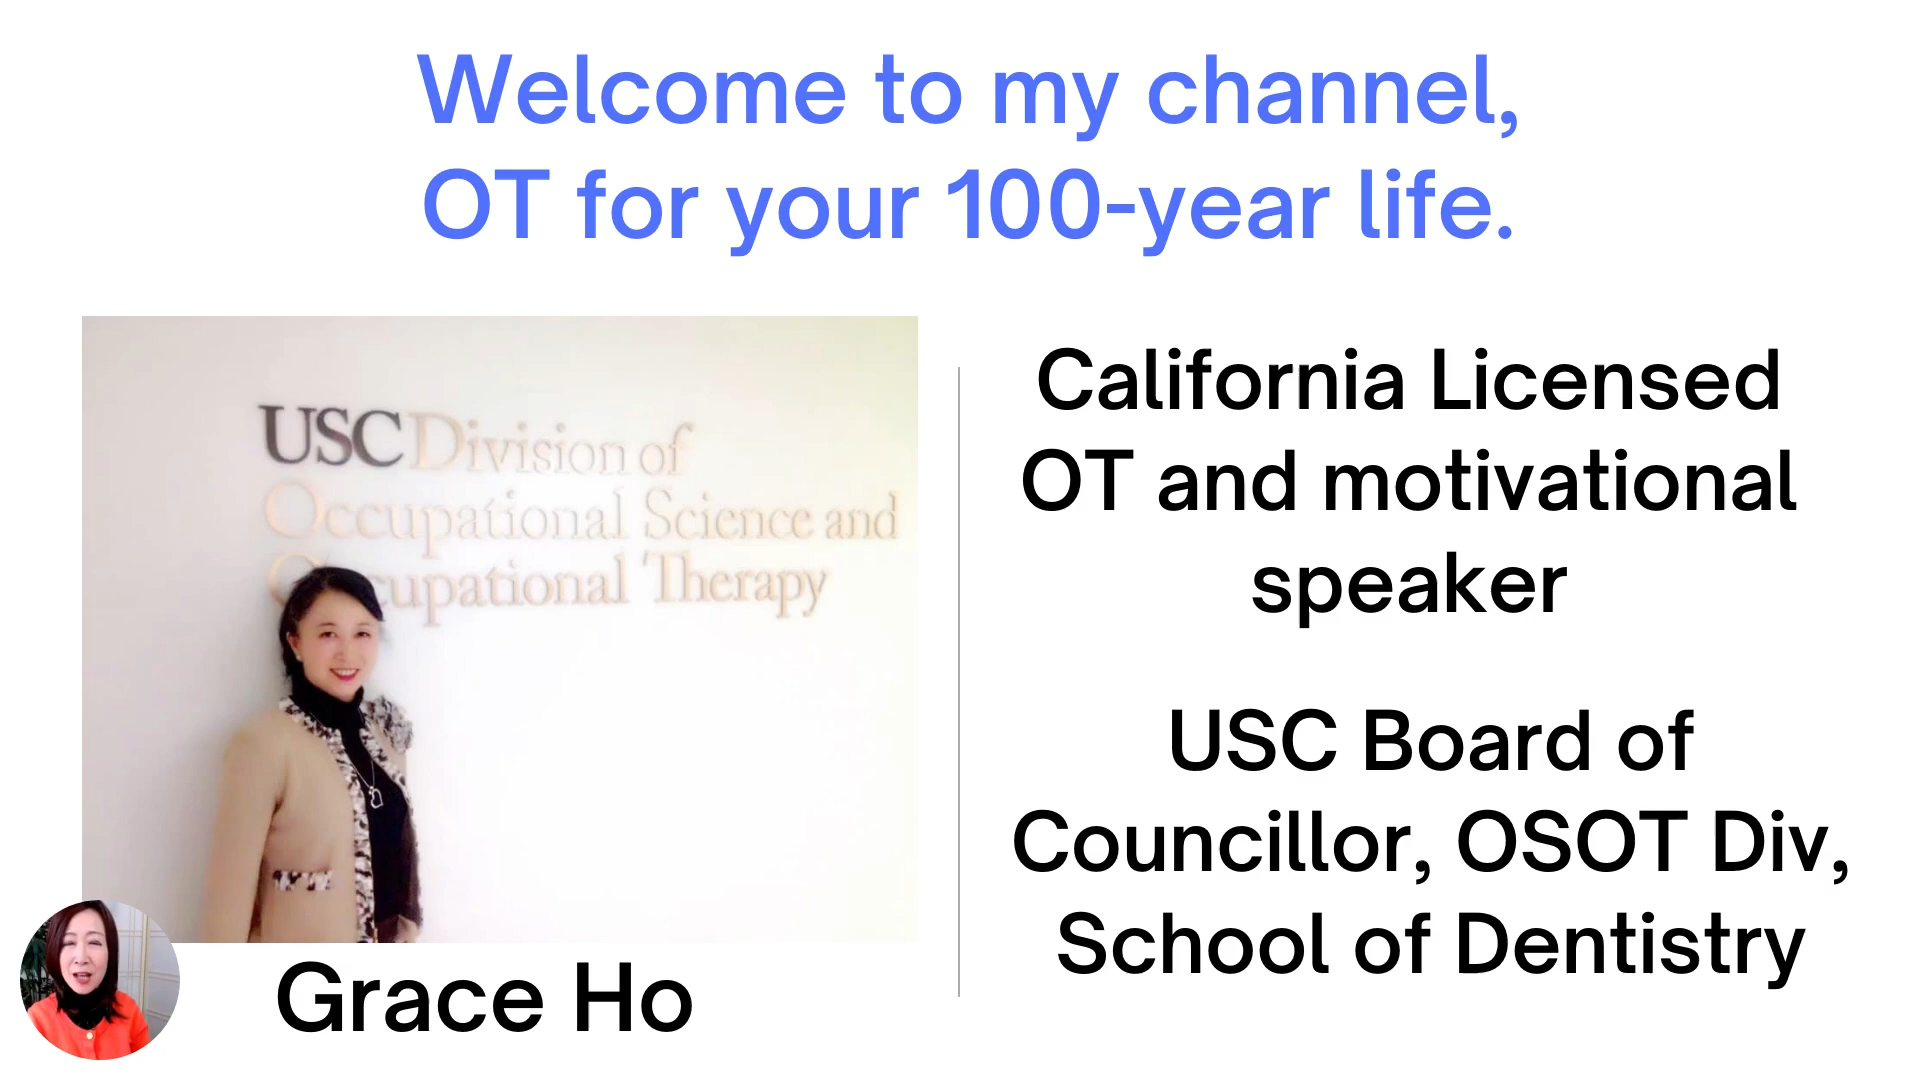 Welcome to my channel,
OT for your 100-year life.
USC Division of
Occupational Science and
Occupational Therapy
Grace Ho
California Licensed
OT and motivational
speaker
USC Board of
Councillor, OSOT Div,
School of Dentistry